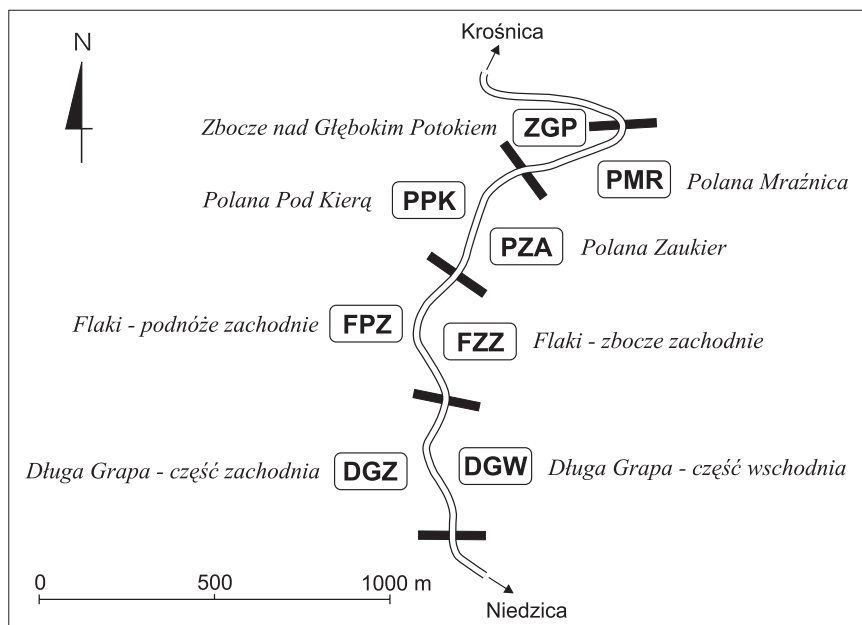 Krośnica
N
Zbocze nad Głębokim Potokiem ZGP
PMR Polana Mraźnica
Polana Pod Kierą PPK
PZA Polana Zaukier
Flaki - podnóże zachodnie FPZ
FZZ Flaki - zbocze zachodnie
Długa Grapa - część zachodnia DGZ
DGW Długa Grapa - część wschodnia
0 500 1000 m
Niedzica